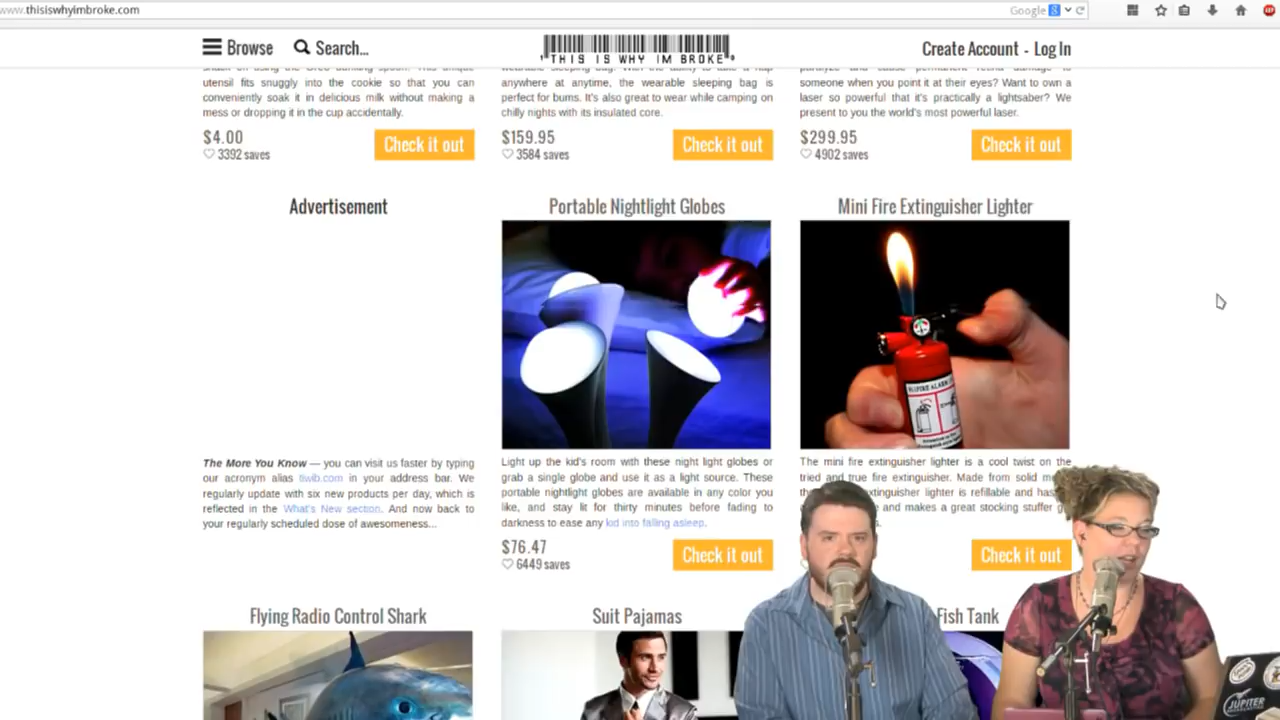 www.thisiswhyimbroke.com
Google
Browse
Search...
THIS IS WHY IM BROKE
Create Account - Log In
utensil fits snuggly into the cookie so that you can
conveniently soak it in delicious milk without making a
mess or dropping it in the cup accidentally.
$4.00
3392 saves
Check it out
anywhere at anytime, the wearable sleeping bag is
perfect for bums. It's also great to wear while camping on
chilly nights with its insulated core.
$159.95
3584 saves
Check it out
someone when you point it at their eyes? Want to own a
laser so powerful that it's practically a lightsaber? We
present to you the world's most powerful laser.
$299.95
4902 saves
Check it out
Advertisement
The More You Know — you can visit us faster by typing
our acronym alias tiwib.com in your address bar. We
regularly update with six new products per day, which is
reflected in the What's New section. And now back to
your regularly scheduled dose of awesomeness...
Portable Nightlight Globes
Light up the kid's room with these night light globes or
grab a single globe and use it as a light source. These
portable nightlight globes are available in any color you
like, and stay lit for thirty minutes before fading to
darkness to ease any kid into falling asleep.
$76.47
6449 saves
Check it out
Mini Fire Extinguisher Lighter
The mini fire extinguisher lighter is a cool twist on the
tried and true fire extinguisher. Made from solid
extinguisher lighter is refillable and has
and makes a great stocking stuffer
Check it out
Flying Radio Control Shark
Suit Pajamas
Fish Tank
JUPITER